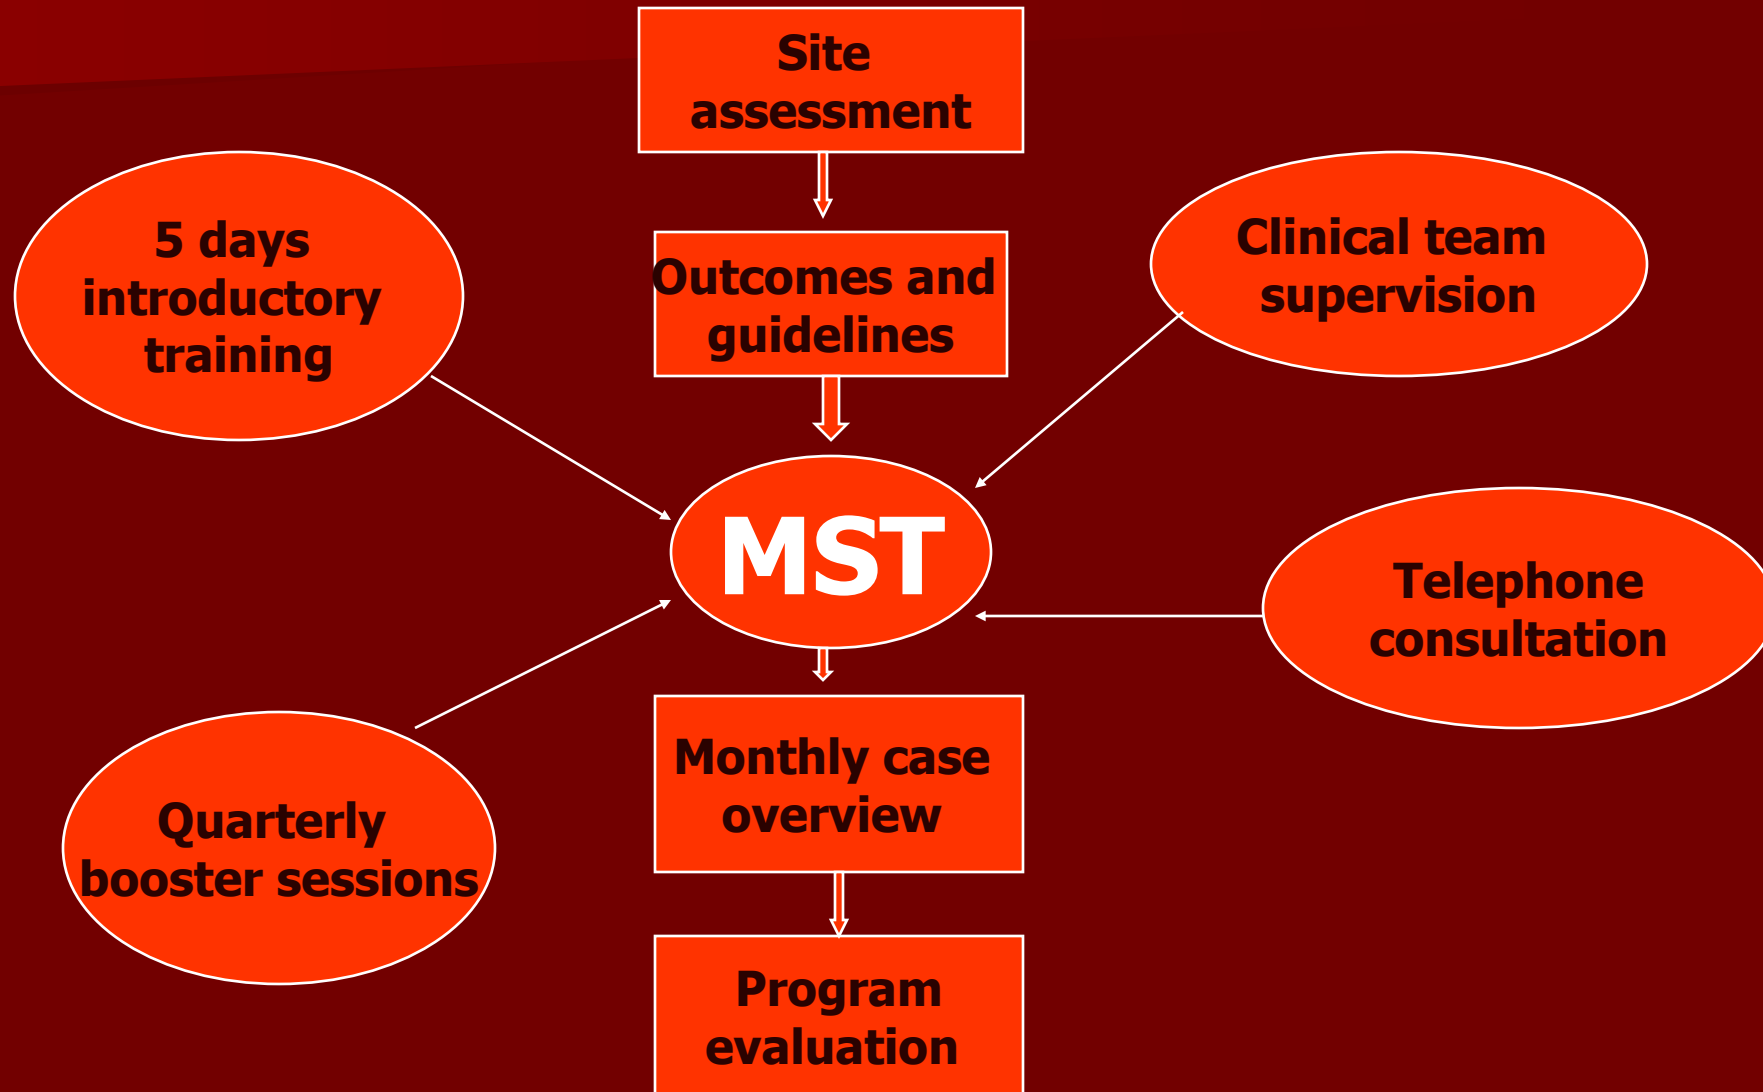 Site
assessment
5 days
introductory
training
Outcomes and
guidelines
Clinical team
supervision
MST
Telephone
consultation
Monthly case
overview
Quarterly
booster sessions
Program
evaluation